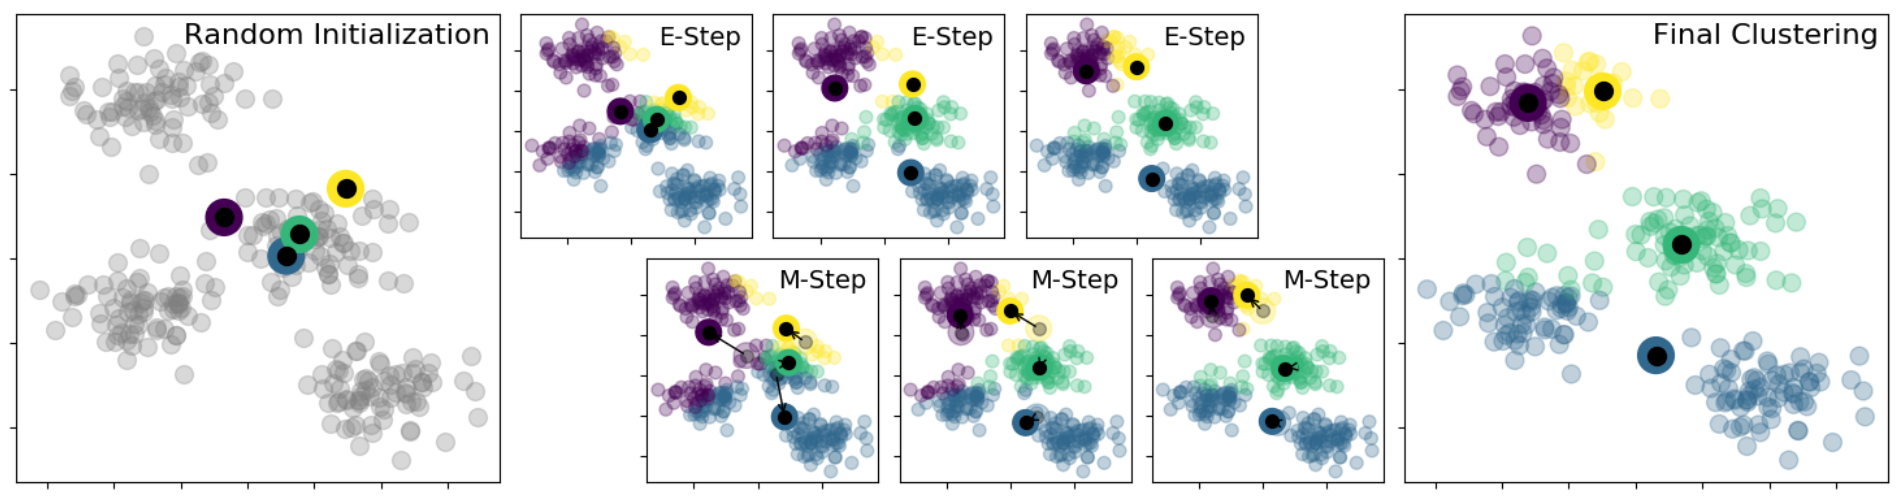 Random Initialization
E-Step
E-Step
E-Step
M-Step
M-Step
M-Step
Final Clustering